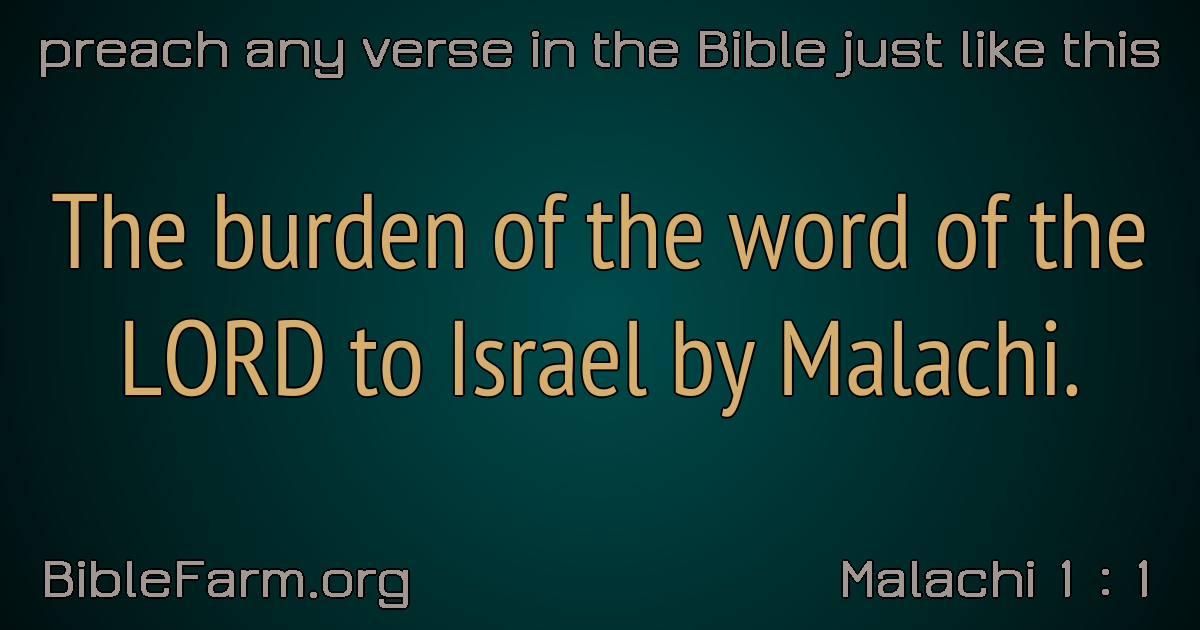 preach any verse in the Bible just like this
The burden of the word of the
LORD to Israel by Malachi.
BibleFarm.org
Malachi 1 : 1